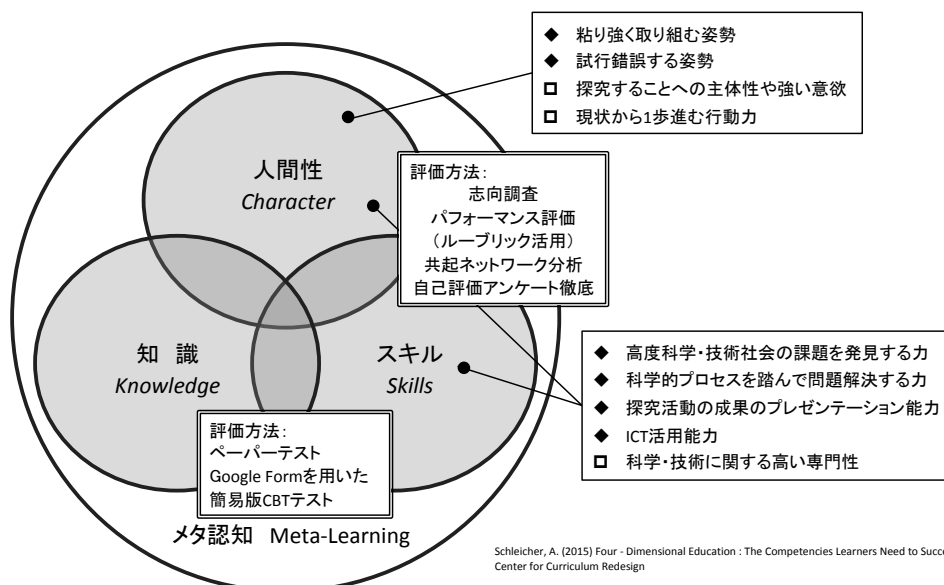 ◆ 粘り強く取り組む姿勢
◆ 試行錯誤する姿勢
□ 探究することへの主体性や強い意欲
□ 現状から1歩進む行動力
人間性
Character
評価方法:
志向調査
パフォーマンス評価
(ルーブリック活用)
共起ネットワーク分析
自己評価アンケート徹底
知 識
Knowledge
スキル
Skills
◆ 高度科学・技術社会の課題を発見する力
◆ 科学的プロセスを踏んで問題解決する力
◆ 探究活動の成果のプレゼンテーション能力
◆ ICT活用能力
□ 科学・技術に関する高い専門性
評価方法:
ペーパーテスト
Google Formを用いた
簡易版CBTテスト
メタ認知 Meta-Learning
Schleicher, A. (2015) Four - Dimensional Education : The Competencies Learners Need to Succe
Center for Curriculum Redesign